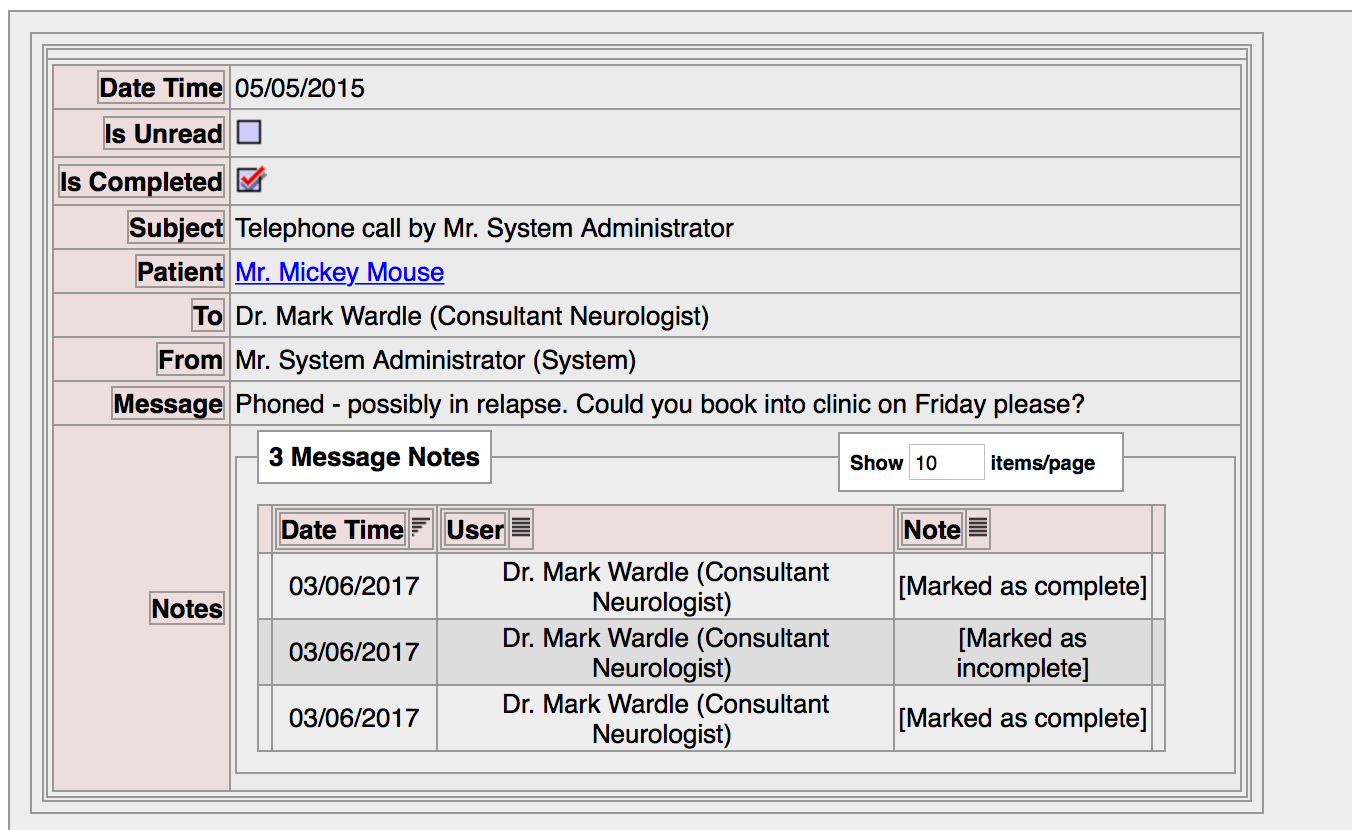 Date Time 05/05/2015
Is Unread
Is Completed
Subject Telephone call by Mr. System Administrator
Patient Mr. Mickey Mouse
To Dr. Mark Wardle (Consultant Neurologist)
From Mr. System Administrator (System)
Message Phoned - possibly in relapse. Could you book into clinic on Friday please?
Notes
3 Message Notes Show 10 items/page
Date Time User Note
03/06/2017 Dr. Mark Wardle (Consultant Neurologist) [Marked as complete]
03/06/2017 Dr. Mark Wardle (Consultant Neurologist) [Marked as incomplete]
03/06/2017 Dr. Mark Wardle (Consultant Neurologist) [Marked as complete]